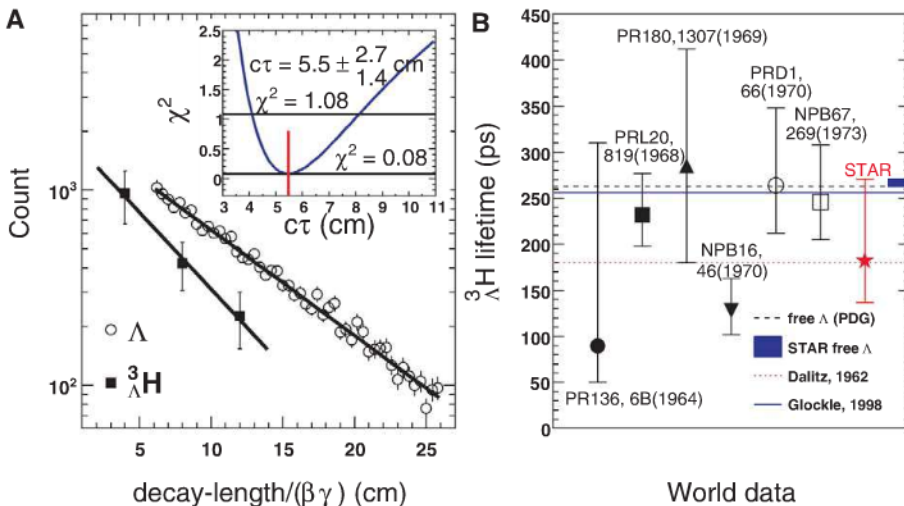 A
Count
10³
10²
5
10
15
20
25
decay-length/(βγ) (cm)
Λ
³ΛH
χ²
2.5
2
1.5
1
0.5
0
3 4 5 6 7 8 9 10 11
cτ (cm)
cτ = 5.5 ± 2.7 1.4 cm
χ² = 1.08
χ² = 0.08
B
³ΛH lifetime (ps)
450
400
350
300
250
200
150
100
50
0
PR180,1307(1969)
PRD1,
66(1970)
NPB67,
269(1973)
PRL20,
819(1968)
STAR
NPB16,
46(1970)
PR136, 6B(1964)
free Λ (PDG)
STAR free Λ
Dalitz, 1962
Glockle, 1998
World data